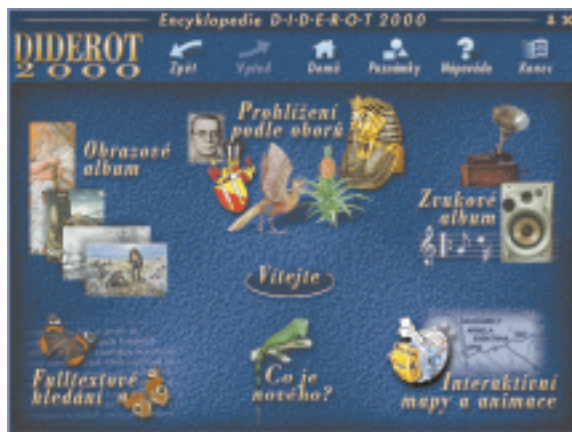 Encyklopedie D·I·D·E·R·O·T 2000
DIDEROT
2000
Zpět
Vpřed
Domů
Poznámky
Nápověda
Konec
Prohlížení
podle oborů
Obrazové
album
Zvukové
album
Vítejte
Fulltextové
hledání
Co je
nového?
Interaktivní
mapy a animace